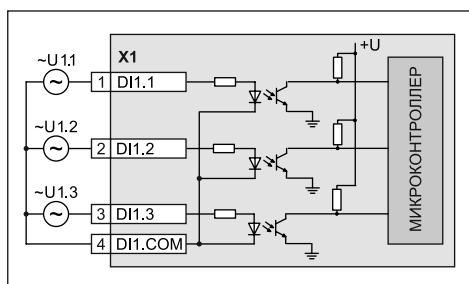 X1
+U
~U1.1
1 DI1.1
~U1.2
2 DI1.2
~U1.3
3 DI1.3
4 DI1.COM
МИКРОКОНТРОЛЛЕР